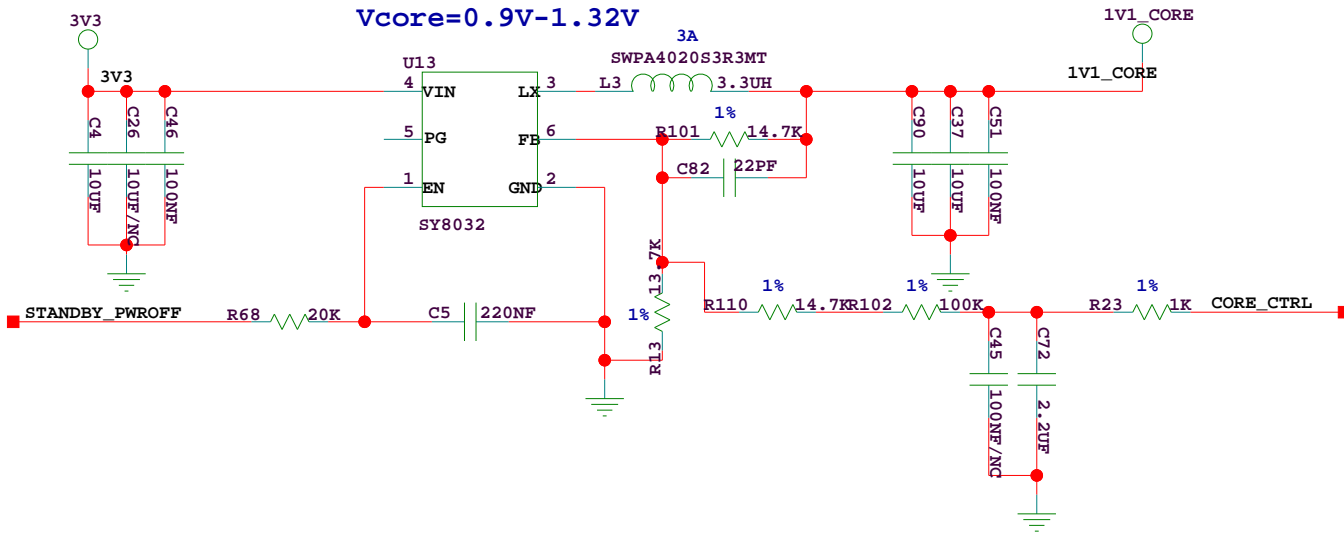 Vcore=0.9V-1.32V
3V3
1V1_CORE
3A
SWPA4020S3R3MT
U13
3V3
4 VIN LX 3
L3 3.3UH
1V1_CORE
C4 C26 C46
1%
C90 C37 C51
5 PG FB 6
R101 14.7K
C82 22PF
10UF 10UF/NC 100NF
1 EN GND 2
10UF 10UF 100NF
SY8032
13.7K
1% 1% 1%
STANDBY_PWROFF R68 20K C5 220NF
1%
R110 14.7K R102 100K R23 1K CORE_CTRL
R13
C45 C72
100NF/NC 2.2UF